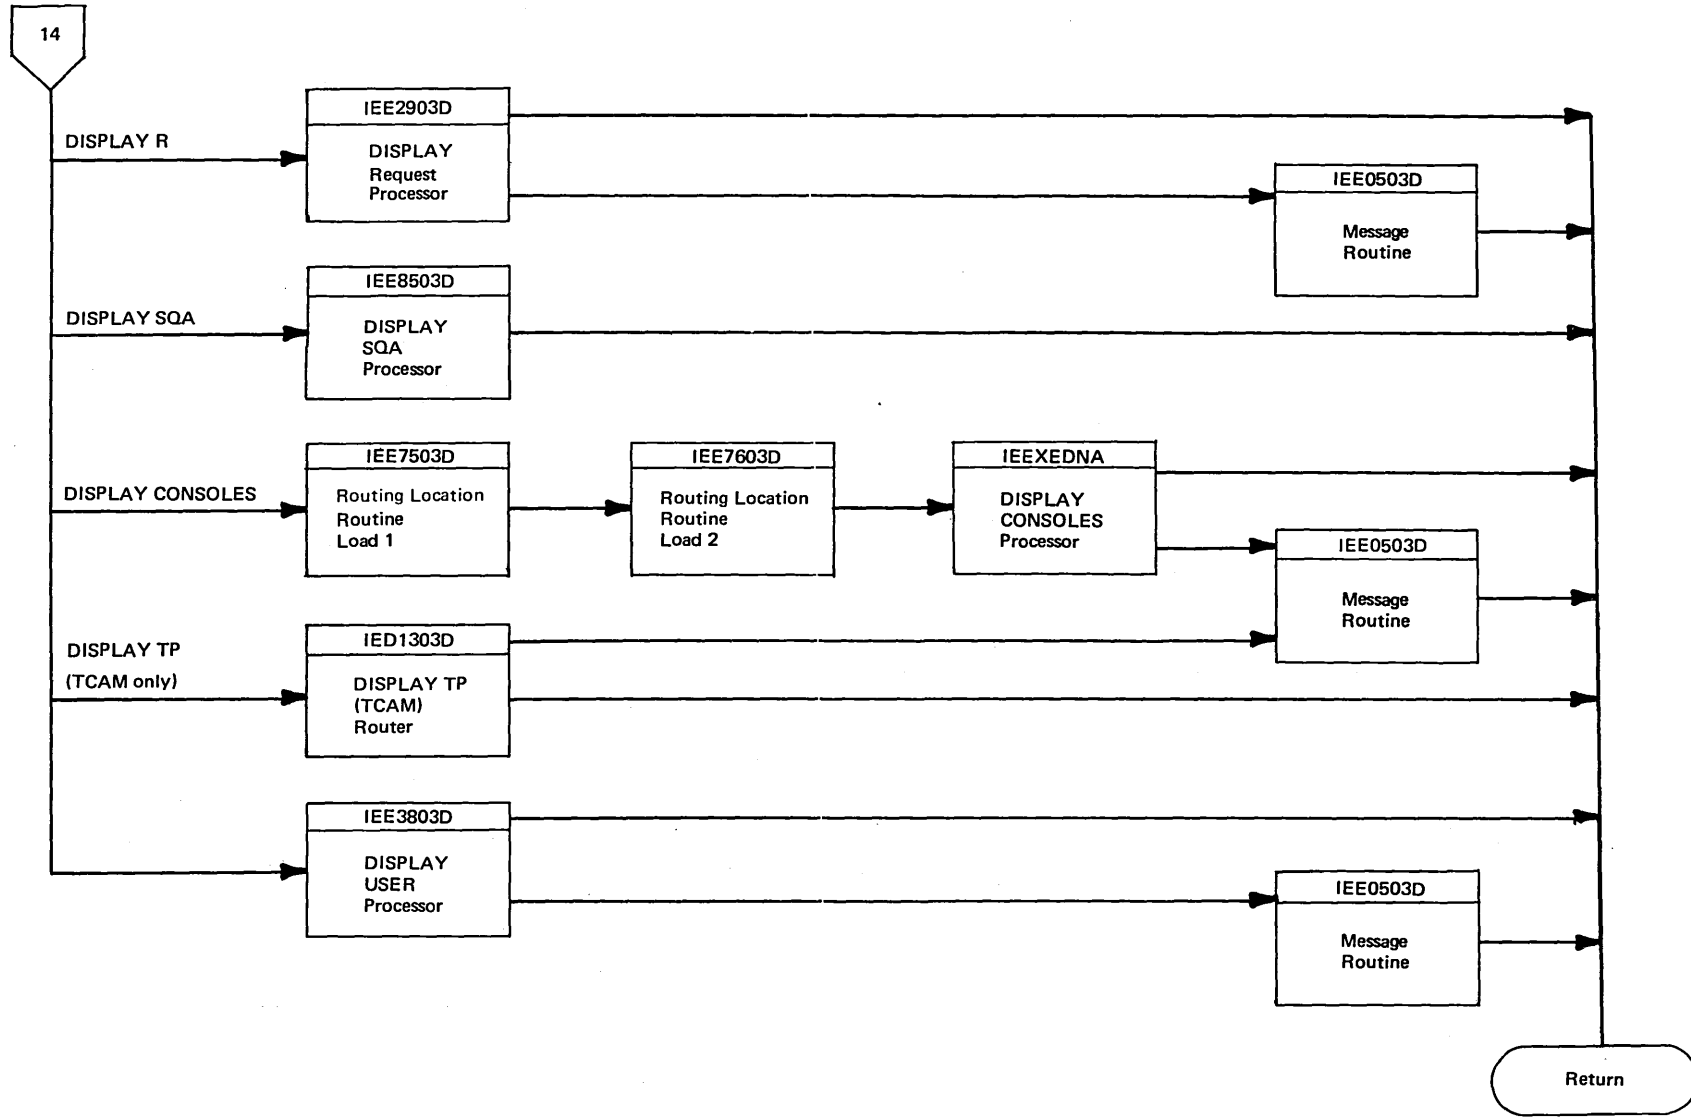 14
DISPLAY R
IEE2903D
DISPLAY
Request
Processor
IEE0503D
Message
Routine
DISPLAY SQA
IEE8503D
DISPLAY
SQA
Processor
DISPLAY CONSOLES
IEE7503D
Routing Location
Routine
Load 1
IEE7603D
Routing Location
Routine
Load 2
IEEXEDNA
DISPLAY
CONSOLES
Processor
IEE0503D
Message
Routine
DISPLAY TP
(TCAM only)
IED1303D
DISPLAY TP
(TCAM)
Router
IEE3803D
DISPLAY
USER
Processor
IEE0503D
Message
Routine
Return